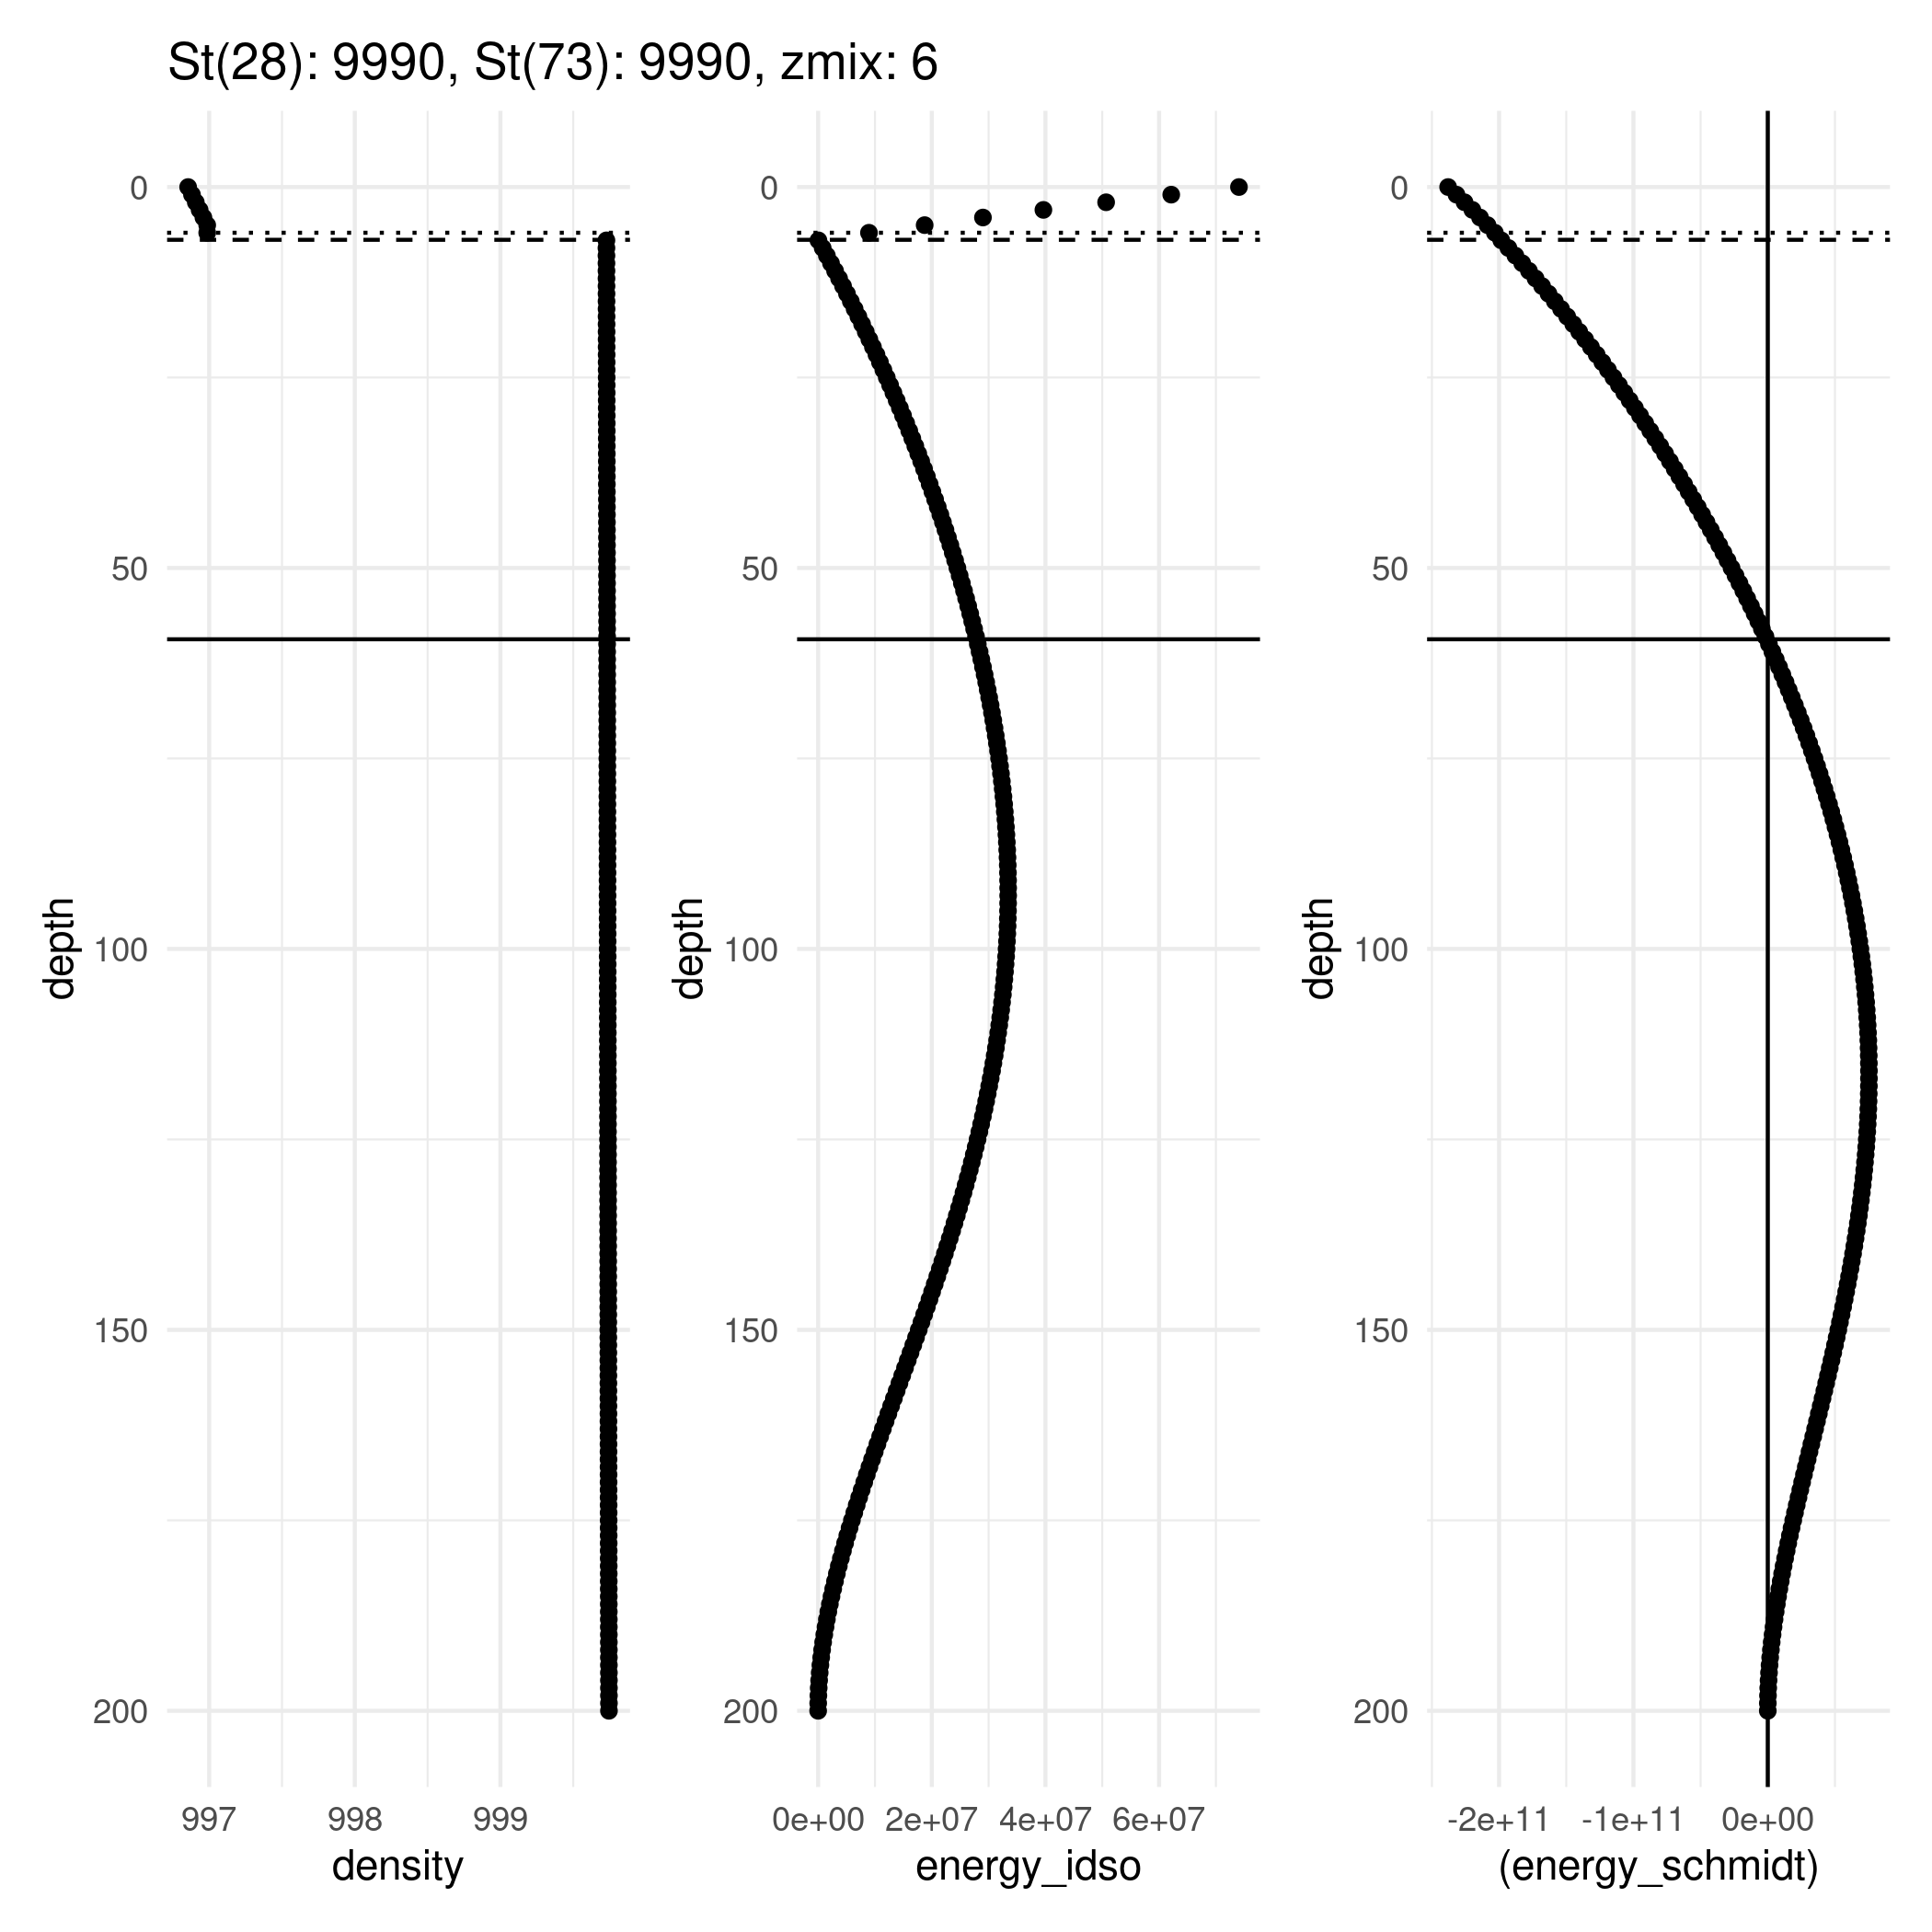 St(28): 9990, St(73): 9990, zmix: 6
0
50
100
150
200
depth
997
998
999
density
0
50
100
150
200
depth
0e+00
2e+07
4e+07
6e+07
energy_idso
0
50
100
150
200
depth
-2e+11
-1e+11
0e+00
(energy_schmidt)